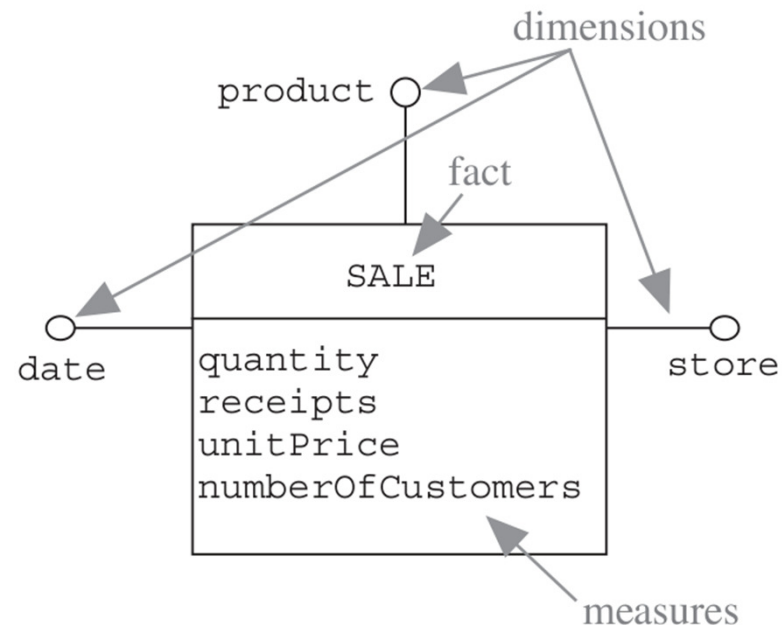 dimensions
product
fact
SALE
date
store
quantity
receipts
unitPrice
numberOfCustomers
measures